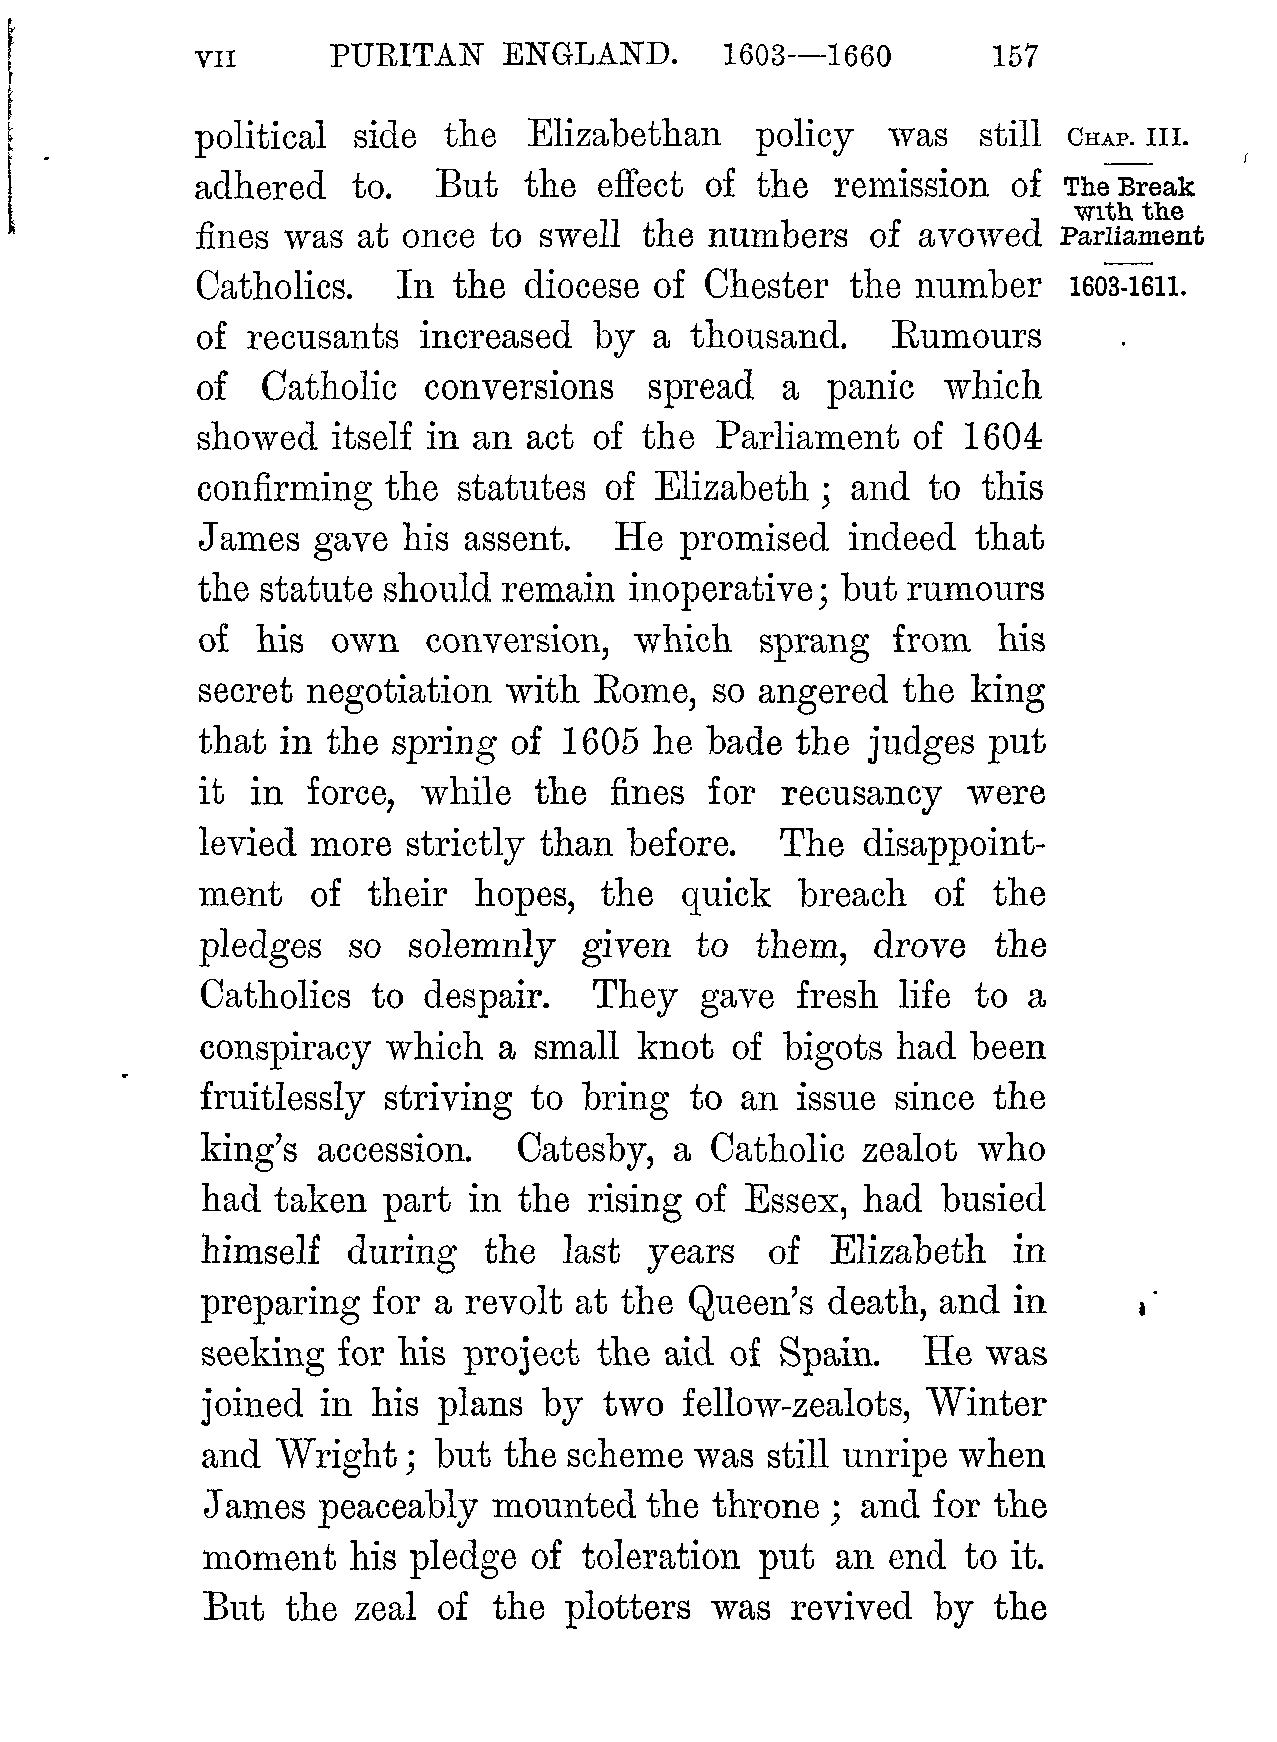 VII PURITAN ENGLAND. 1603-—1660 157
political side the Elizabethan policy was still
adhered to. But the effect of the remission of
fines was at once to swell the numbers of avowed
Catholics. In the diocese of Chester the number
of recusants increased by a thousand. Rumours
of Catholic conversions spread a panic which
showed itself in an act of the Parliament of 1604
confirming the statutes of Elizabeth ; and to this
James gave his assent. He promised indeed that
the statute should remain inoperative; but rumours
of his own conversion, which sprang from his
secret negotiation with Rome, so angered the king
that in the spring of 1605 he bade the judges put
it in force, while the fines for recusancy were
levied more strictly than before. The disappoint-
ment of their hopes, the quick breach of the
pledges so solemnly given to them, drove the
Catholics to despair. They gave fresh life to a
conspiracy which a small knot of bigots had been
fruitlessly striving to bring to an issue since the
king's accession. Catesby, a Catholic zealot who
had taken part in the rising of Essex, had busied
himself during the last years of Elizabeth in
preparing for a revolt at the Queen's death, and in
seeking for his project the aid of Spain. He was
joined in his plans by two fellow-zealots, Winter
and Wright ; but the scheme was still unripe when
James peaceably mounted the throne ; and for the
moment his pledge of toleration put an end to it.
But the zeal of the plotters was revived by the
CHAP. III.
The Break
with the
Parliament
1603-1611.